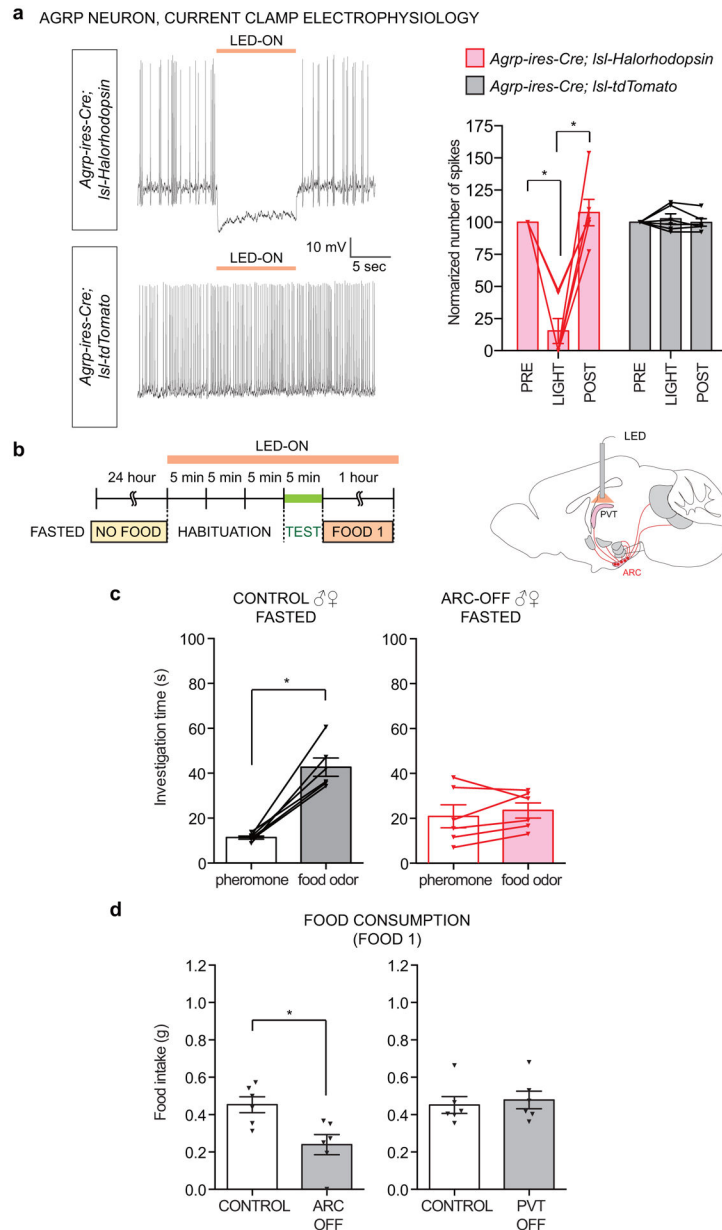 a AGRP NEURON, CURRENT CLAMP ELECTROPHYSIOLOGY
LED-ON
Agrp-ires-Cre;
lsl-Halorhodopsin
10 mV
5 sec
LED-ON
Agrp-ires-Cre;
lsl-tdTomato
Agrp-ires-Cre; lsl-Halorhodopsin
Agrp-ires-Cre; lsl-tdTomato
Normarized number of spikes
125
100
75
50
25
0
* *
PRE LIGHT POST PRE LIGHT POST
b
LED-ON
24 hour 5 min 5 min 5 min 5 min 1 hour
FASTED NO FOOD HABITUATION TEST FOOD 1
LED
PVT
ARC
c
CONTROL ♂♀
FASTED
Investigation time (s)
100
80
60
40
20
0
*
pheromone food odor
ARC-OFF ♂♀
FASTED
100
80
60
40
20
0
pheromone food odor
d
FOOD CONSUMPTION
(FOOD 1)
Food intake (g)
1.2
1.0
0.8
0.6
0.4
0.2
0
*
CONTROL ARC
OFF
1.2
1.0
0.8
0.6
0.4
0.2
0
CONTROL PVT
OFF